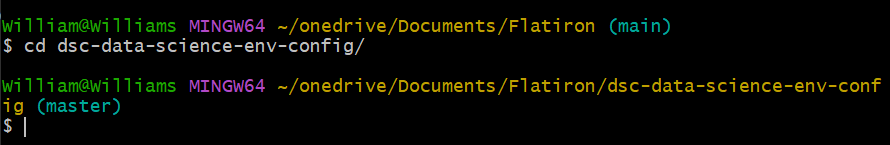 William@Williams MINGW64 ~/onedrive/Documents/Flatiron (main)
$ cd dsc-data-science-env-config/
William@Williams MINGW64 ~/onedrive/Documents/Flatiron/dsc-data-science-env-conf
ig (master)
$